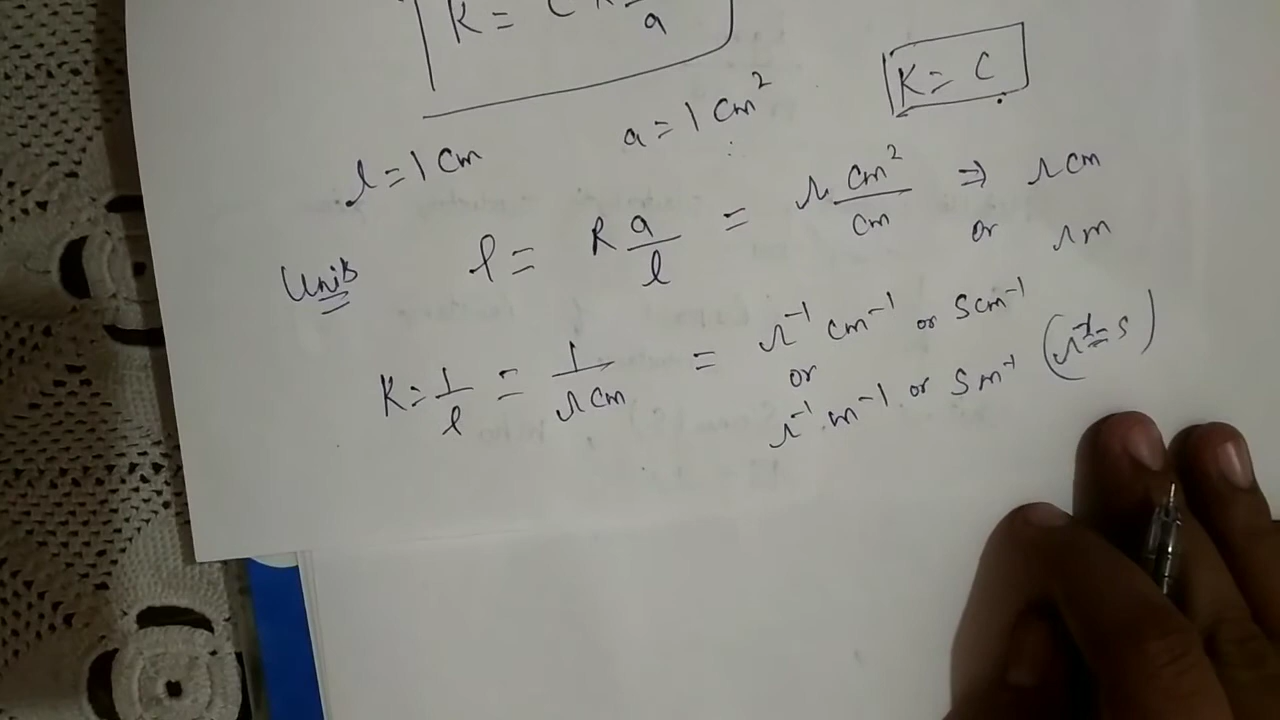 K = C × l/a
K = C
l = 1 cm a = 1 cm²
Units ρ = R a/l = Ω cm²/cm ⇒ Ω cm
or Ω m
K = 1/ρ = 1/Ω cm = Ω⁻¹ cm⁻¹ or S cm⁻¹
or
Ω⁻¹ m⁻¹ or S m⁻¹ (Ω⁻¹ = S)